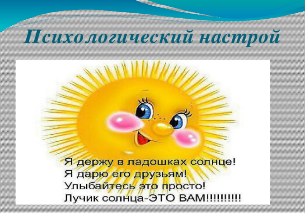 Психологический настрой
Я держу в ладошках солнце!
Я дарю его друзьям!
Улыбайтесь это просто!
Лучик солнца-ЭТО ВАМ!!!!!!!!!!